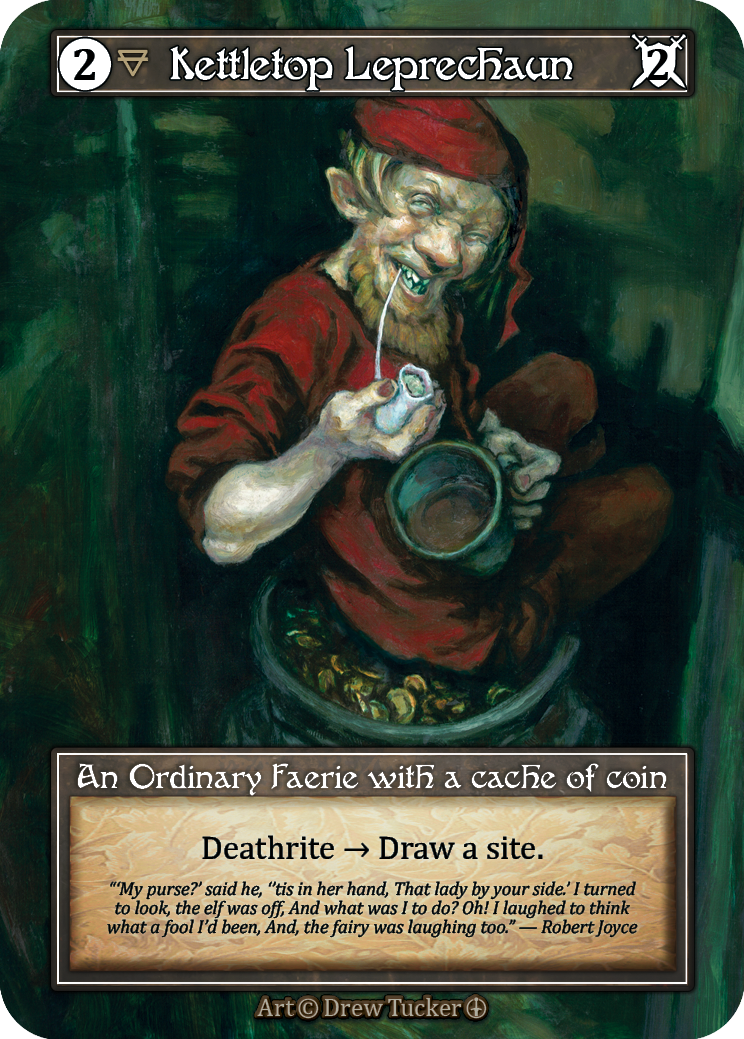 2 Kettletop Leprechaun 2
An Ordinary Faerie with a cache of coin
Deathrite → Draw a site.
“‘My purse?’ said he, “tis in her hand, That lady by your side.’ I turned
to look, the elf was off, And what was I to do? Oh! I laughed to think
what a fool I’d been, And, the fairy was laughing too.” — Robert Joyce
Art © Drew Tucker